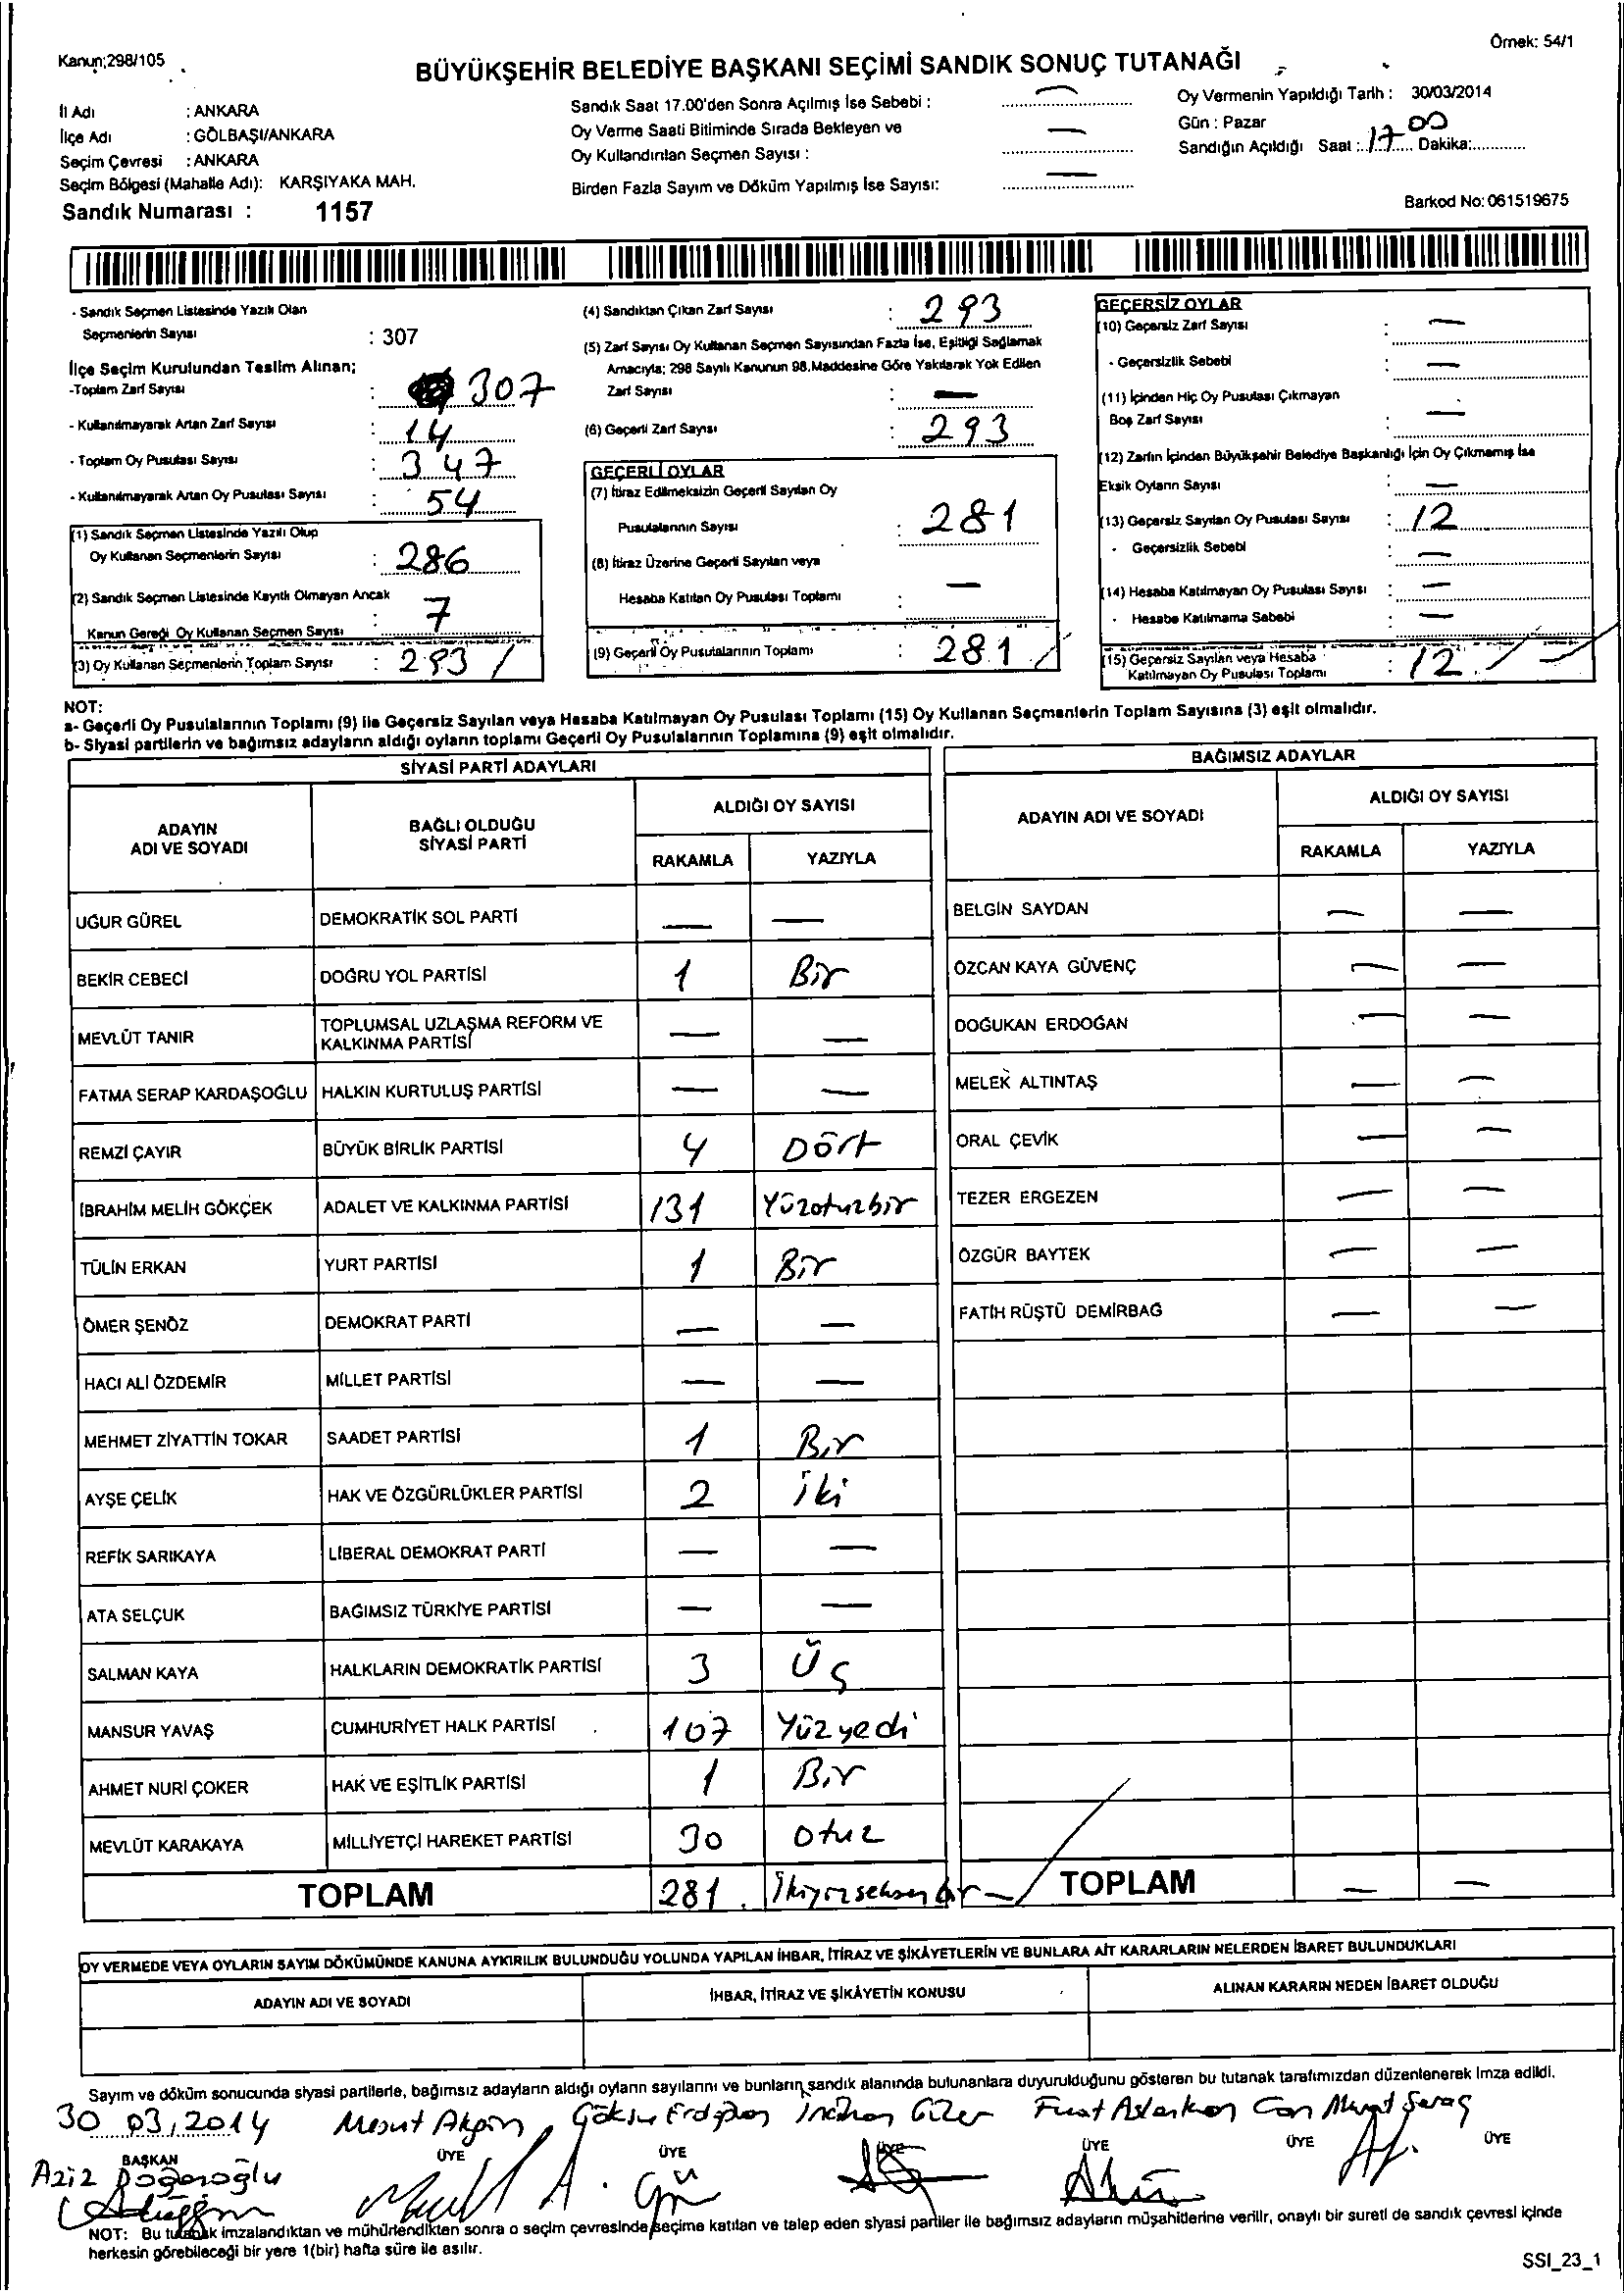 Kanun;298/105
Örnek: 54/1
BÜYÜKŞEHİR BELEDİYE BAŞKANI SEÇİMİ SANDIK SONUÇ TUTANAĞI
İl Adı : ANKARA
İlçe Adı : GÖLBAŞI/ANKARA
Seçim Çevresi : ANKARA
Seçim Bölgesi (Mahalle Adı): KARŞIYAKA MAH.
Sandık Numarası : 1157
Sandık Saat 17.00'den Sonra Açılmış İse Sebebi : —
Oy Verme Saati Bitiminde Sırada Bekleyen ve
Oy Kullandırılan Seçmen Sayısı : —
Birden Fazla Sayım ve Döküm Yapılmış İse Sayısı: —
Oy Vermenin Yapıldığı Tarih : 30/03/2014
Gün : Pazar
Sandığın Açıldığı Saat : 17 Dakika: 00
Barkod No: 061519675
- Sandık Seçmen Listesinde Yazılı Olan
Seçmenlerin Sayısı : 307
İlçe Seçim Kurulundan Teslim Alınan;
-Toplam Zarf Sayısı : 307
- Kullanılmayarak Artan Zarf Sayısı : 14
- Toplam Oy Pusulası Sayısı : 347
- Kullanılmayarak Artan Oy Pusulası Sayısı : 54
(1) Sandık Seçmen Listesinde Yazılı Olup
Oy Kullanan Seçmenlerin Sayısı : 286
(2) Sandık Seçmen Listesinde Kayıtlı Olmayan Ancak
Kanun Gereği Oy Kullanan Seçmen Sayısı : 7
(3) Oy Kullanan Seçmenlerin Toplam Sayısı : 293 /
(4) Sandıktan Çıkan Zarf Sayısı : 293
(5) Zarf Sayısı Oy Kullanan Seçmen Sayısından Fazla İse, Eşitliği Sağlamak
Amacıyla; 298 Sayılı Kanunun 98.Maddesine Göre Yakılarak Yok Edilen
Zarf Sayısı : —
(6) Geçerli Zarf Sayısı : 293
GEÇERLİ OYLAR
(7) İtiraz Edilmeksizin Geçerli Sayılan Oy
Pusulalarının Sayısı : 281
(8) İtiraz Üzerine Geçerli Sayılan veya
Hesaba Katılan Oy Pusulası Toplamı : —
(9) Geçerli Oy Pusulalarının Toplamı : 281 /
GEÇERSİZ OYLAR
(10) Geçersiz Zarf Sayısı : —
- Geçersizlik Sebebi : —
(11) İçinden Hiç Oy Pusulası Çıkmayan
Boş Zarf Sayısı : —
(12) Zarfın İçinden Büyükşehir Belediye Başkanlığı İçin Oy Çıkmamış İse
Eksik Oyların Sayısı : —
(13) Geçersiz Sayılan Oy Pusulası Sayısı : 12
- Geçersizlik Sebebi : —
(14) Hesaba Katılmayan Oy Pusulası Sayısı : —
- Hesaba Katılmama Sebebi : —
(15) Geçersiz Sayılan veya Hesaba
Katılmayan Oy Pusulası Toplamı : 12 /
NOT:
a- Geçerli Oy Pusulalarının Toplamı (9) ile Geçersiz Sayılan veya Hesaba Katılmayan Oy Pusulası Toplamı (15) Oy Kullanan Seçmenlerin Toplam Sayısına (3) eşit olmalıdır.
b- Siyasi partilerin ve bağımsız adayların aldığı oyların toplamı Geçerli Oy Pusulalarının Toplamına (9) eşit olmalıdır.
SİYASİ PARTİ ADAYLARI
ADAYIN
ADI VE SOYADI
BAĞLI OLDUĞU
SİYASİ PARTİ
ALDIĞI OY SAYISI
RAKAMLA YAZIYLA
UĞUR GÜREL DEMOKRATİK SOL PARTİ — —
BEKİR CEBECİ DOĞRU YOL PARTİSİ 1 Bir
MEVLÜT TANIR TOPLUMSAL UZLAŞMA REFORM VE
KALKINMA PARTİSİ — —
FATMA SERAP KARDAŞOĞLU HALKIN KURTULUŞ PARTİSİ — —
REMZİ ÇAYIR BÜYÜK BİRLİK PARTİSİ 4 Dört
İBRAHİM MELİH GÖKÇEK ADALET VE KALKINMA PARTİSİ 131 Yüzotuzbir
TÜLİN ERKAN YURT PARTİSİ 1 Bir
ÖMER ŞENÖZ DEMOKRAT PARTİ — —
HACI ALİ ÖZDEMİR MİLLET PARTİSİ — —
MEHMET ZİYATTİN TOKAR SAADET PARTİSİ 1 Bir
AYŞE ÇELİK HAK VE ÖZGÜRLÜKLER PARTİSİ 2 iki
REFİK SARIKAYA LİBERAL DEMOKRAT PARTİ — —
ATA SELÇUK BAĞIMSIZ TÜRKİYE PARTİSİ — —
SALMAN KAYA HALKLARIN DEMOKRATİK PARTİSİ 3 Üç
MANSUR YAVAŞ CUMHURİYET HALK PARTİSİ 107 Yüzyedi
AHMET NURİ ÇOKER HAK VE EŞİTLİK PARTİSİ 1 Bir
MEVLÜT KARAKAYA MİLLİYETÇİ HAREKET PARTİSİ 30 otuz
TOPLAM 281 İkiyüzseksenbir
BAĞIMSIZ ADAYLAR
ADAYIN ADI VE SOYADI
ALDIĞI OY SAYISI
RAKAMLA YAZIYLA
BELGİN SAYDAN — —
ÖZCAN KAYA GÜVENÇ — —
DOĞUKAN ERDOĞAN — —
MELEK ALTINTAŞ — —
ORAL ÇEVİK — —
TEZER ERGEZEN — —
ÖZGÜR BAYTEK — —
FATİH RÜŞTÜ DEMİRBAĞ — —
TOPLAM — —
OY VERMEDE VEYA OYLARIN SAYIM DÖKÜMÜNDE KANUNA AYKIRILIK BULUNDUĞU YOLUNDA YAPILAN İHBAR, İTİRAZ VE ŞİKÂYETLERİN VE BUNLARA AİT KARARLARIN NELERDEN İBARET BULUNDUKLARI
ADAYIN ADI VE SOYADI İHBAR, İTİRAZ VE ŞİKÂYETİN KONUSU ALINAN KARARIN NEDEN İBARET OLDUĞU
Sayım ve döküm sonucunda siyasi partilerle, bağımsız adayların aldığı oyların sayılarını ve bunların sandık alanında bulunanlara duyurulduğunu gösteren bu tutanak tarafımızdan düzenlenerek imza edildi.
30.03.2014 Mesut Akgün Göksu Can Murat Saraç
BAŞKAN ÜYE ÜYE ÜYE ÜYE ÜYE ÜYE
Aziz
NOT: Bu tutanak imzalandıktan ve mühürlendikten sonra o seçim çevresinde seçime katılan ve talep eden siyasi partiler ile bağımsız adayların müşahitlerine verilir, onaylı bir sureti de sandık çevresi içinde
herkesin görebileceği bir yere 1(bir) hafta süre ile asılır.
SSI_23_1